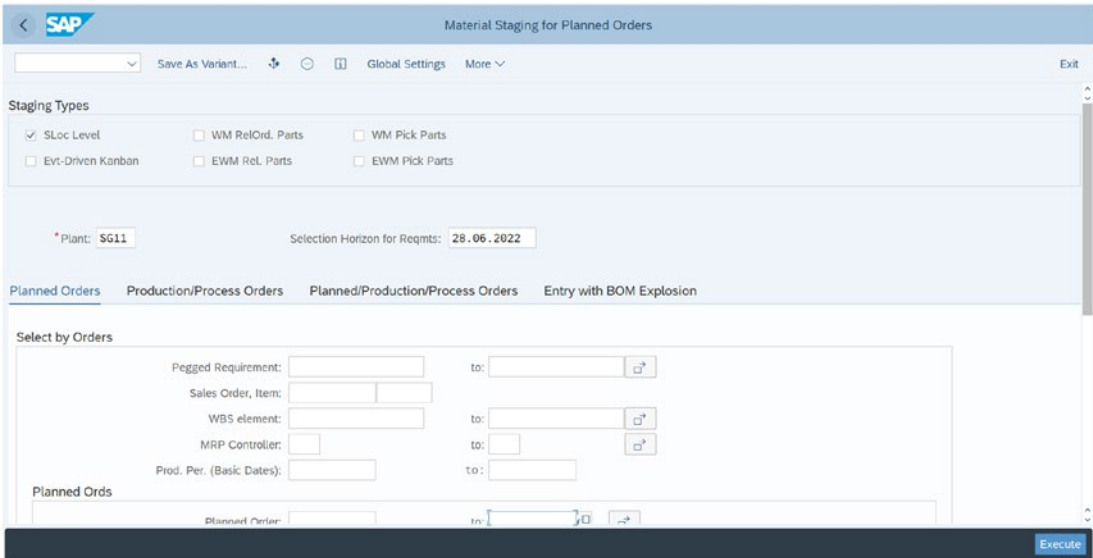 SAP Material Staging for Planned Orders
Save As Variant... Global Settings More Exit
Staging Types
SLoc Level WM RelOrd. Parts WM Pick Parts
Evt-Driven Kanban EWM Rel. Parts EWM Pick Parts
*Plant: SG11 Selection Horizon for Reqmts: 28.06.2022
Planned Orders Production/Process Orders Planned/Production/Process Orders Entry with BOM Explosion
Select by Orders
Pegged Requirement: to:
Sales Order, Item:
WBS element: to:
MRP Controller: to:
Prod. Per. (Basic Dates): to:
Planned Ords
Planned Order: to:
Execute